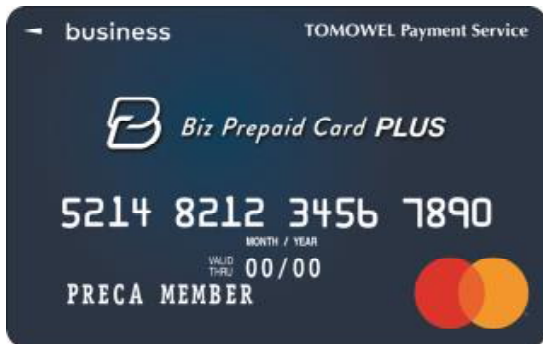 business
TOMOWEL Payment Service
Biz Prepaid Card PLUS
5214 8212 3456 7890
MONTH / YEAR
VALID THRU 00/00
PRECA MEMBER